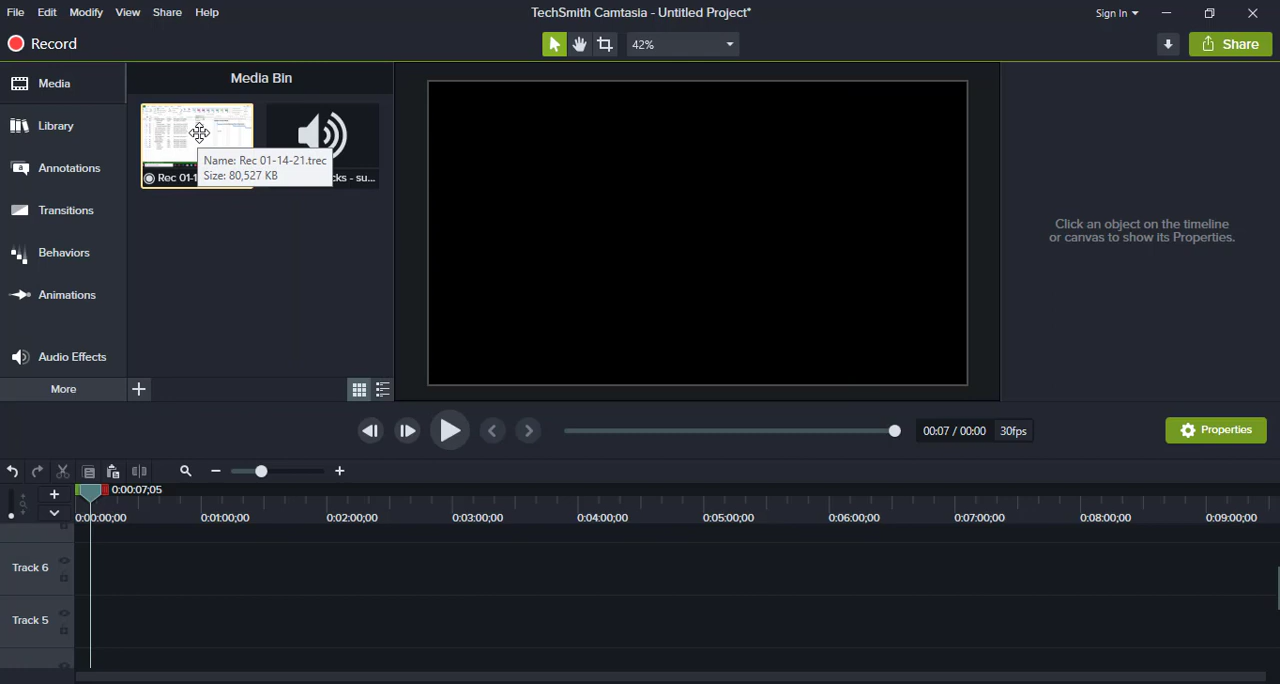 File Edit Modify View Share Help
TechSmith Camtasia - Untitled Project*
Sign In
Record
42%
Share
Media
Media Bin
Library
Name: Rec 01-14-21.trec
Annotations
Size: 80,527 KB
Rec 01-1
cks - su...
Transitions
Click an object on the timeline
or canvas to show its Properties.
Behaviors
Animations
Audio Effects
More
00:07 / 00:00 30fps
Properties
0:00:07;05
0:00:00;00 0:01:00;00 0:02:00;00 0:03:00;00 0:04:00;00 0:05:00;00 0:06:00;00 0:07:00;00 0:08:00;00 0:09:00;00
Track 6
Track 5